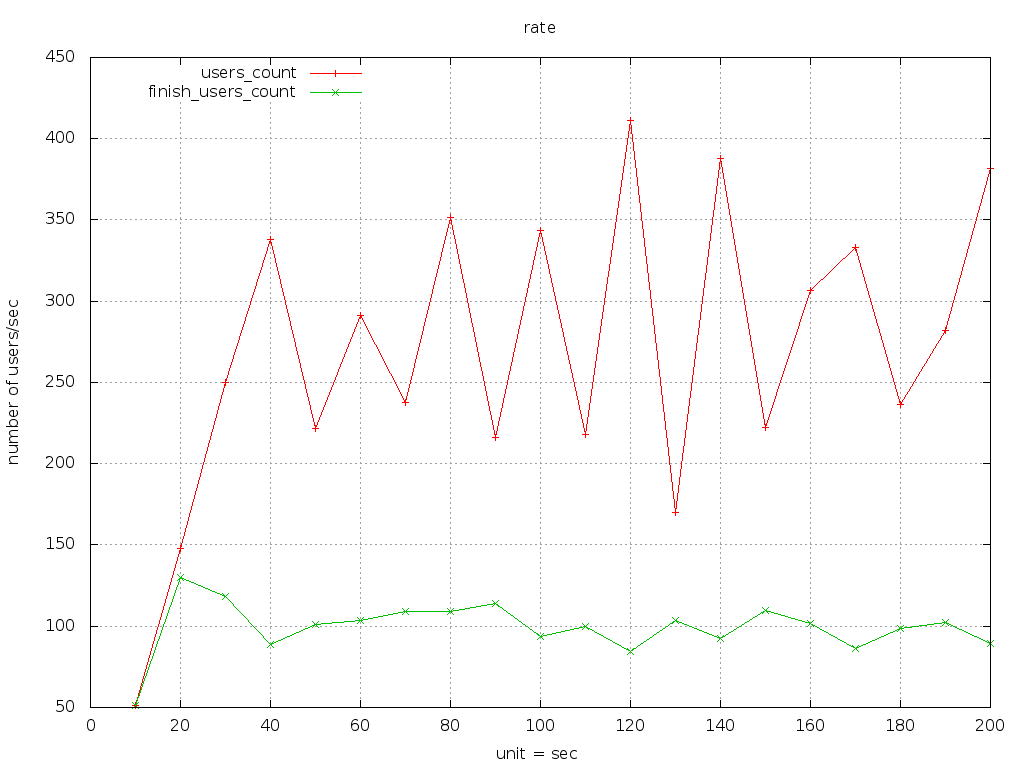 rate
450
400
350
300
250
200
150
100
50
users_count
finish_users_count
number of users/sec
0 20 40 60 80 100 120 140 160 180 200
unit = sec